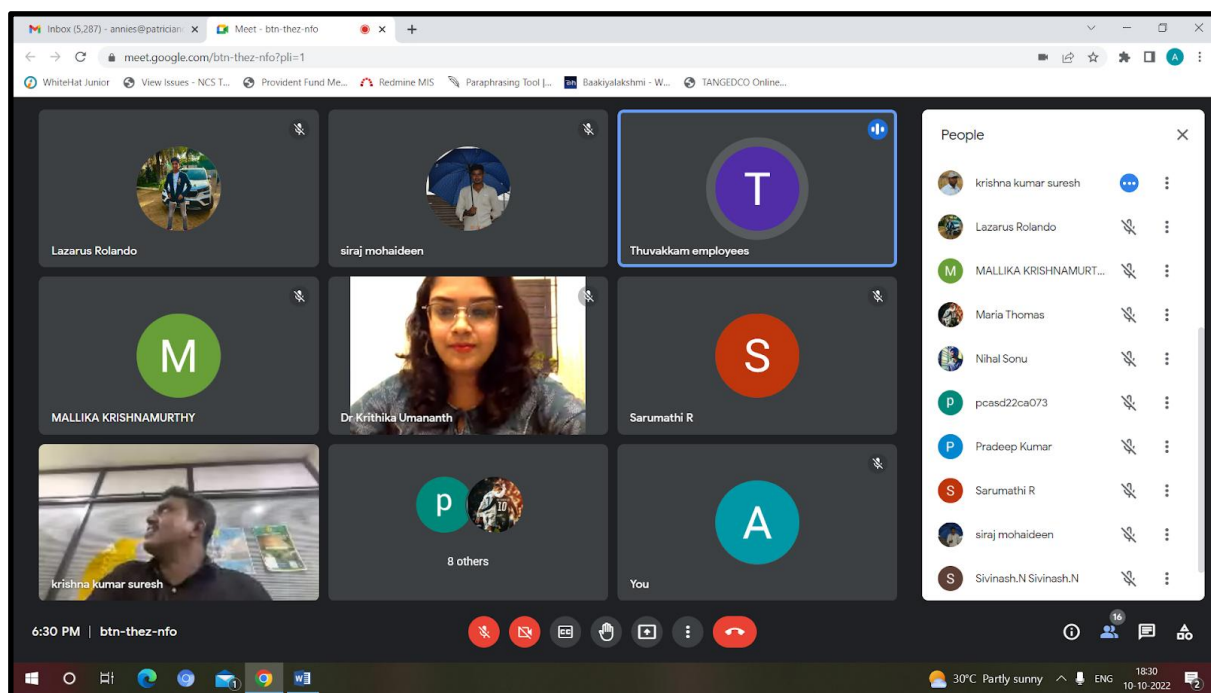 Inbox (5,287) - annies@patrician
Meet - btn-thez-nfo
meet.google.com/btn-thez-nfo?pli=1
A
WhiteHat Junior View Issues - NCS T... Provident Fund Me... Redmine MIS Paraphrasing Tool |... Baakiyalakshmi - W... TANGEDCO Online...
Lazarus Rolando
siraj mohaideen
T
Thuvakkam employees
M
MALLIKA KRISHNAMURTHY
Dr Krithika Umananth
S
Sarumathi R
krishna kumar suresh
p
10
8 others
A
You
People
krishna kumar suresh
Lazarus Rolando
M MALLIKA KRISHNAMURT...
Maria Thomas
Nihal Sonu
p pcasd22ca073
P Pradeep Kumar
S Sarumathi R
siraj mohaideen
S Sivinash.N Sivinash.N
6:30 PM | btn-thez-nfo
CC
16
30°C Partly sunny ENG
18:30
10-10-2022
2